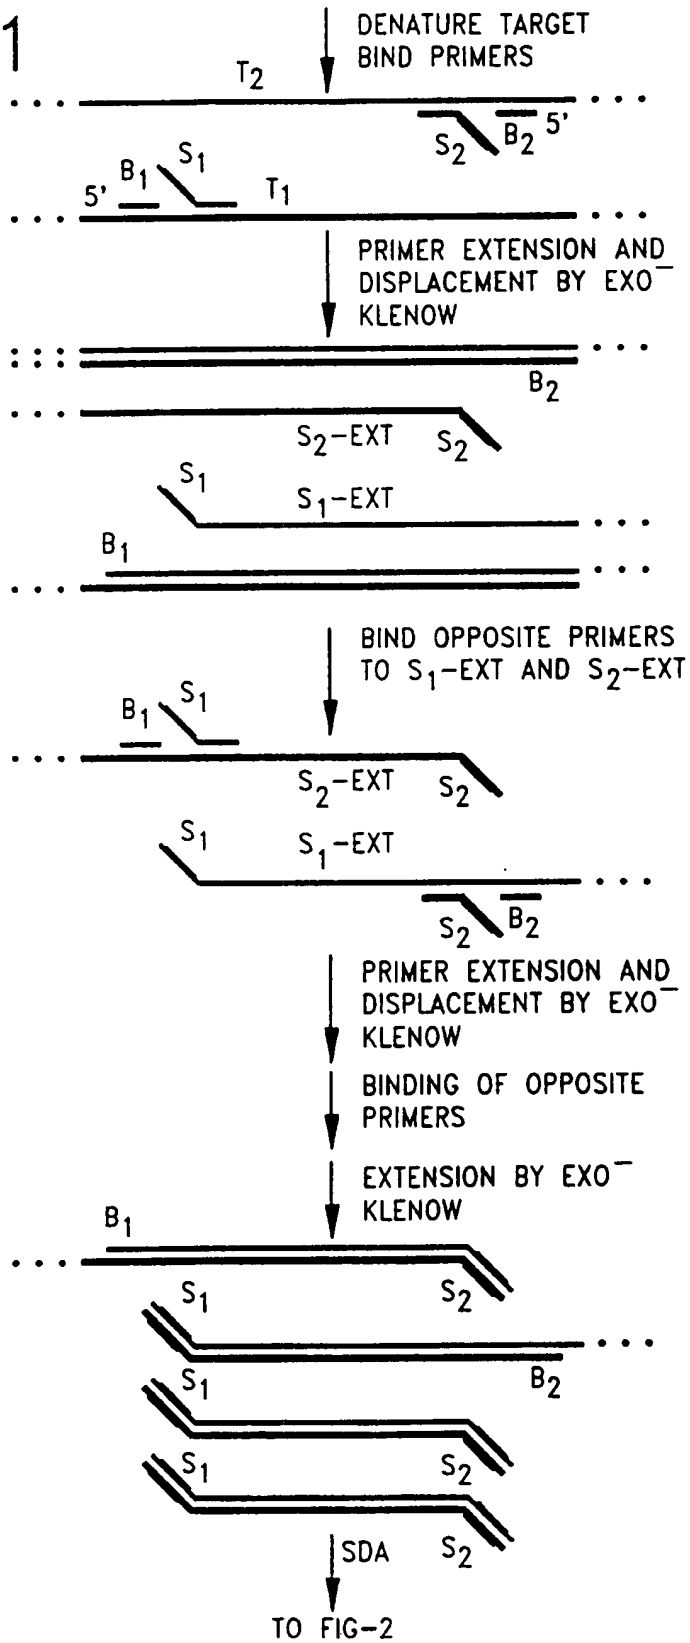 1
DENATURE TARGET
BIND PRIMERS
T2
S2 B2 5'
5' B1 S1 T1
PRIMER EXTENSION AND
DISPLACEMENT BY EXO‾
KLENOW
B2
S2-EXT S2
S1 S1-EXT
B1
BIND OPPOSITE PRIMERS
TO S1-EXT AND S2-EXT
B1 S1
S2-EXT S2
S1 S1-EXT
S2 B2
PRIMER EXTENSION AND
DISPLACEMENT BY EXO‾
KLENOW
BINDING OF OPPOSITE
PRIMERS
EXTENSION BY EXO‾
KLENOW
B1
S1 S2
B2
S1
S2
S1
S2
SDA
TO FIG-2